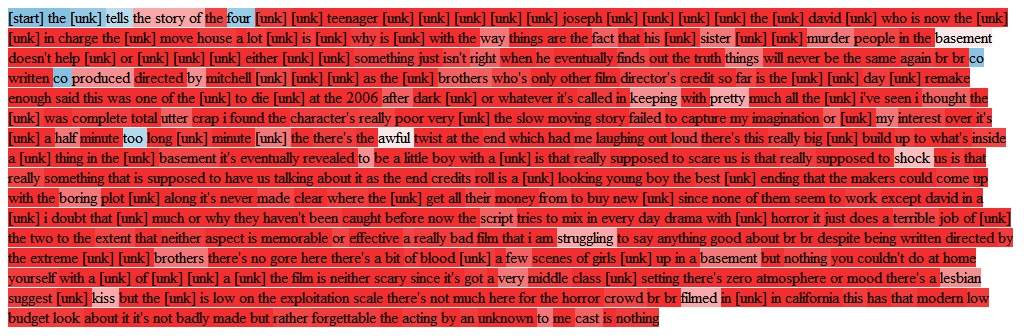 [start] the [unk] tells the story of the four [unk] [unk] teenager [unk] [unk] [unk] [unk] [unk] joseph [unk] [unk] [unk] [unk] the [unk] david [unk] who is now the [unk]
[unk] in charge the [unk] move house a lot [unk] is [unk] why is [unk] with the way things are the fact that his [unk] sister [unk] [unk] murder people in the basement
doesn't help [unk] or [unk] [unk] either [unk] [unk] something just isn't right when he eventually finds out the truth things will never be the same again br br co
written co produced directed by mitchell [unk] [unk] [unk] as the [unk] brothers who's only other film director's credit so far is the [unk] [unk] day [unk] remake
enough said this was one of the [unk] to die [unk] at the 2006 after dark [unk] or whatever it's called in keeping with pretty much all the [unk] i've seen i thought the
[unk] was complete total utter crap i found the character's really poor very [unk] the slow moving story failed to capture my imagination or [unk] my interest over it's
[unk] a half minute too long [unk] minute [unk] the there's the awful twist at the end which had me laughing out loud there's this really big [unk] build up to what's inside
a [unk] thing in the [unk] basement it's eventually revealed to be a little boy with a [unk] is that really supposed to scare us is that really supposed to shock us is that
really something that is supposed to have us talking about it as the end credits roll is a [unk] looking young boy the best [unk] ending that the makers could come up
with the boring plot [unk] along it's never made clear where the [unk] get all their money from to buy new [unk] since none of them seem to work except david in a
[unk] i doubt that [unk] much or why they haven't been caught before now the script tries to mix in every day drama with [unk] horror it just does a terrible job of [unk]
the two to the extent that neither aspect is memorable or effective a really bad film that i am struggling to say anything good about br br despite being written directed by
the extreme [unk] [unk] brothers there's no gore here there's a bit of blood [unk] a few scenes of girls [unk] up in a basement but nothing you couldn't do at home
yourself with a [unk] of [unk] [unk] a [unk] the film is neither scary since it's got a very middle class [unk] setting there's zero atmosphere or mood there's a lesbian
suggest [unk] kiss but the [unk] is low on the exploitation scale there's not much here for the horror crowd br br filmed in [unk] in california this has that modern low
budget look about it it's not badly made but rather forgettable the acting by an unknown to me cast is nothing